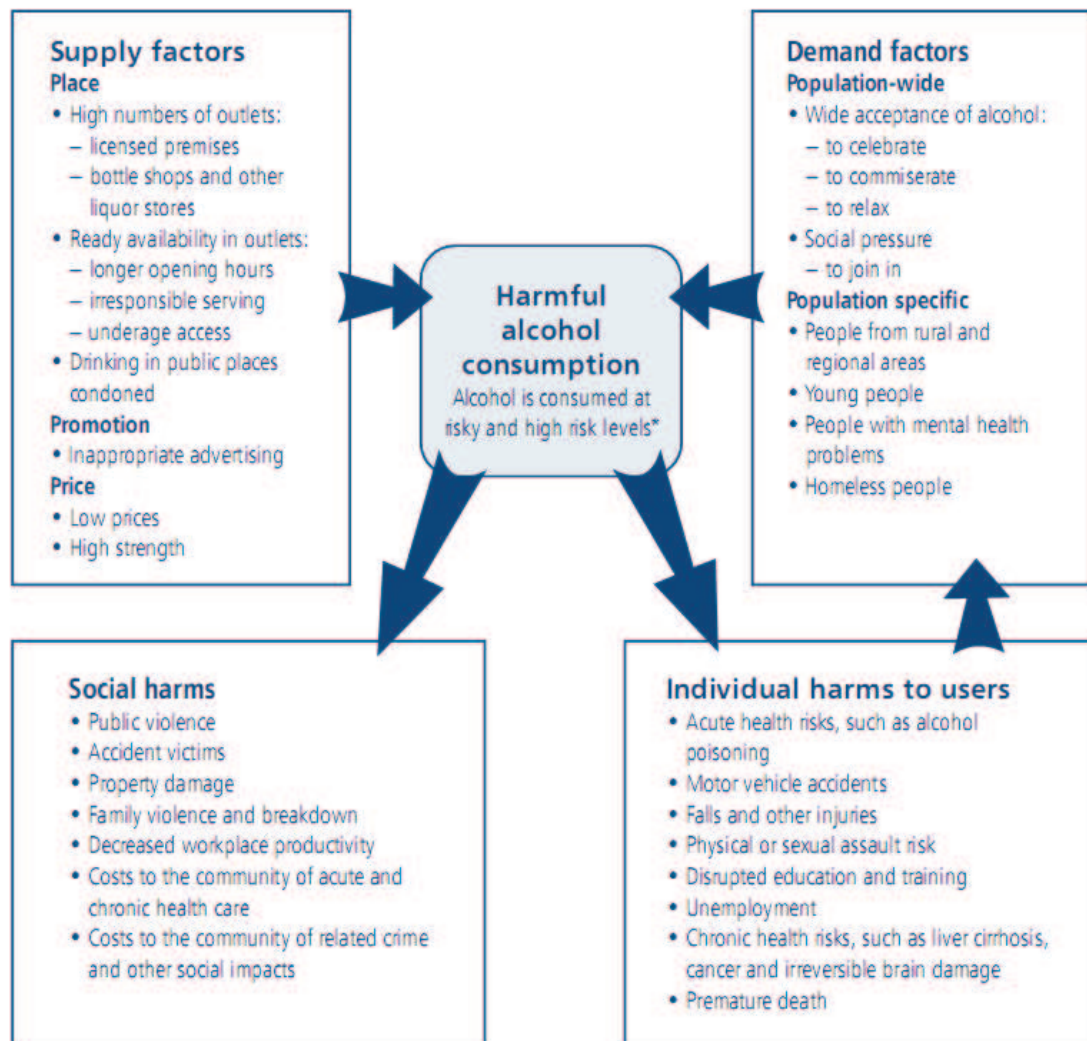 Supply factors
Place
• High numbers of outlets:
– licensed premises
– bottle shops and other
liquor stores
• Ready availability in outlets:
– longer opening hours
– irresponsible serving
– underage access
• Drinking in public places
condoned
Promotion
• Inappropriate advertising
Price
• Low prices
• High strength
Demand factors
Population-wide
• Wide acceptance of alcohol:
– to celebrate
– to commiserate
– to relax
• Social pressure
– to join in
Population specific
• People from rural and
regional areas
• Young people
• People with mental health
problems
• Homeless people
Harmful
alcohol
consumption
Alcohol is consumed at
risky and high risk levels*
Social harms
• Public violence
• Accident victims
• Property damage
• Family violence and breakdown
• Decreased workplace productivity
• Costs to the community of acute and
chronic health care
• Costs to the community of related crime
and other social impacts
Individual harms to users
• Acute health risks, such as alcohol
poisoning
• Motor vehicle accidents
• Falls and other injuries
• Physical or sexual assault risk
• Disrupted education and training
• Unemployment
• Chronic health risks, such as liver cirrhosis,
cancer and irreversible brain damage
• Premature death